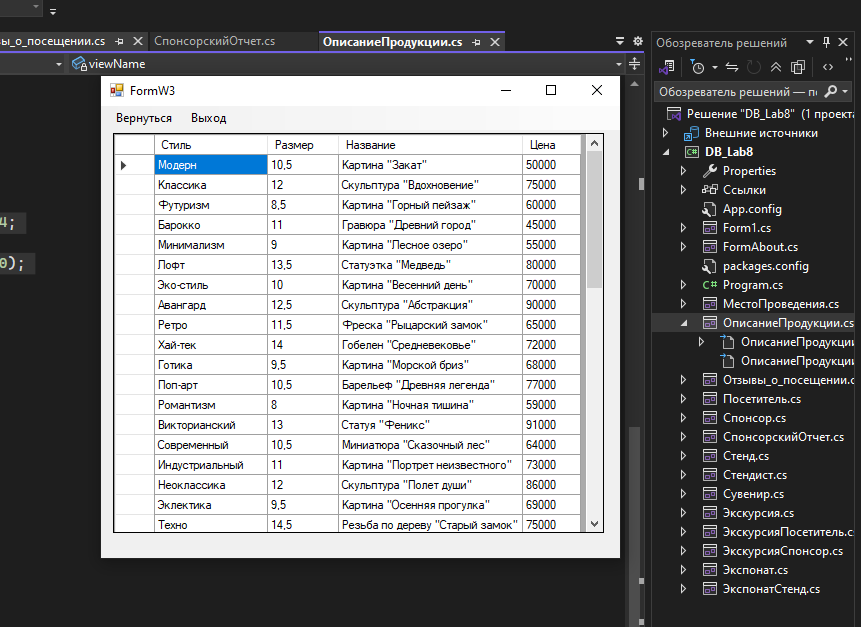 ы_о_посещении.cs
СпонсорскийОтчет.cs
ОписаниеПродукции.cs
viewName
4;
0);
FormW3
Вернуться Выход
Стиль Размер Название Цена
Модерн 10,5 Картина "Закат" 50000
Классика 12 Скульптура "Вдохновение" 75000
Футуризм 8,5 Картина "Горный пейзаж" 60000
Барокко 11 Гравюра "Древний город" 45000
Минимализм 9 Картина "Лесное озеро" 55000
Лофт 13,5 Статуэтка "Медведь" 80000
Эко-стиль 10 Картина "Весенний день" 70000
Авангард 12,5 Скульптура "Абстракция" 90000
Ретро 11,5 Фреска "Рыцарский замок" 65000
Хай-тек 14 Гобелен "Средневековье" 72000
Готика 9,5 Картина "Морской бриз" 68000
Поп-арт 10,5 Барельеф "Древняя легенда" 77000
Романтизм 8 Картина "Ночная тишина" 59000
Викторианский 13 Статуя "Феникс" 91000
Современный 10,5 Миниатюра "Сказочный лес" 64000
Индустриальный 11 Картина "Портрет неизвестного" 73000
Неоклассика 12 Скульптура "Полет души" 86000
Эклектика 9,5 Картина "Осенняя прогулка" 69000
Техно 14,5 Резьба по дереву "Старый замок" 75000
Обозреватель решений
Обозреватель решений — п
Решение "DB_Lab8" (1 проекта
Внешние источники
C# DB_Lab8
Properties
Ссылки
App.config
Form1.cs
FormAbout.cs
packages.config
C# Program.cs
МестоПроведения.cs
ОписаниеПродукции.cs
ОписаниеПродукции
ОписаниеПродукции
Отзывы_о_посещении.c
Посетитель.cs
Спонсор.cs
СпонсорскийОтчет.cs
Стенд.cs
Стендист.cs
Сувенир.cs
Экскурсия.cs
ЭкскурсияПосетитель.c
ЭкскурсияСпонсор.cs
Экспонат.cs
ЭкспонатСтенд.cs